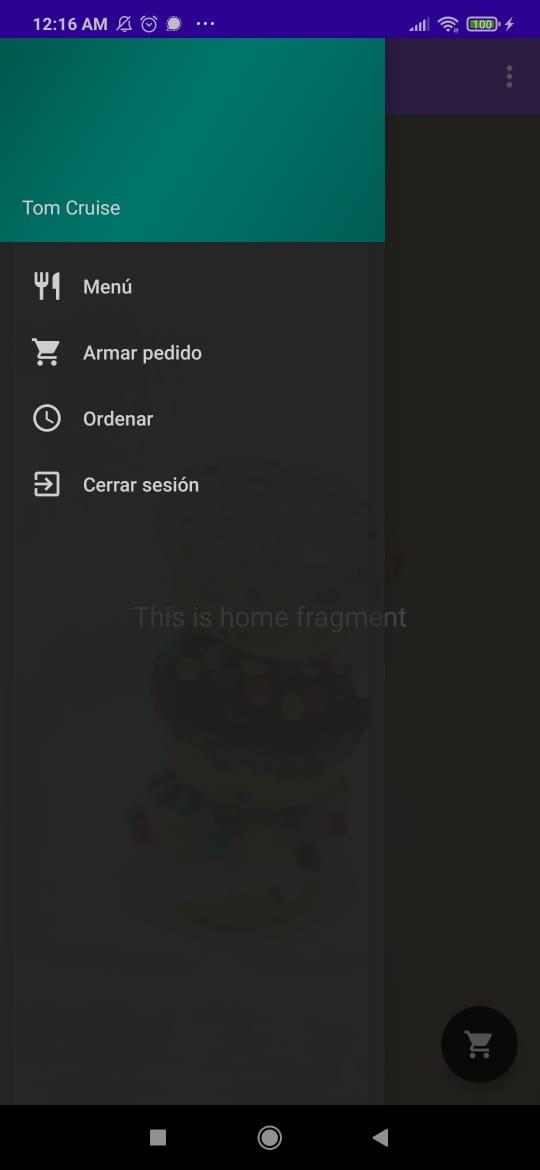 12:16 AM
100
Tom Cruise
Menú
Armar pedido
Ordenar
Cerrar sesión
This is home fragment